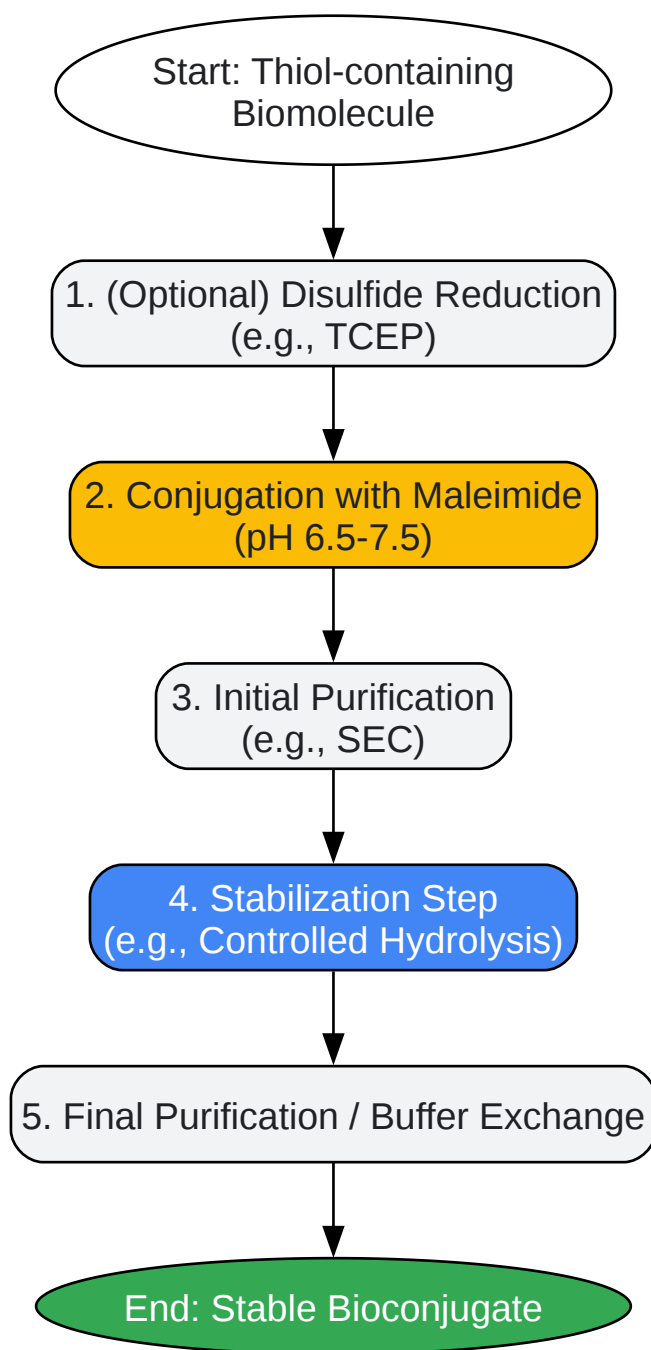 Start: Thiol-containing
Biomolecule
1. (Optional) Disulfide Reduction
(e.g., TCEP)
2. Conjugation with Maleimide
(pH 6.5-7.5)
3. Initial Purification
(e.g., SEC)
4. Stabilization Step
(e.g., Controlled Hydrolysis)
5. Final Purification / Buffer Exchange
End: Stable Bioconjugate